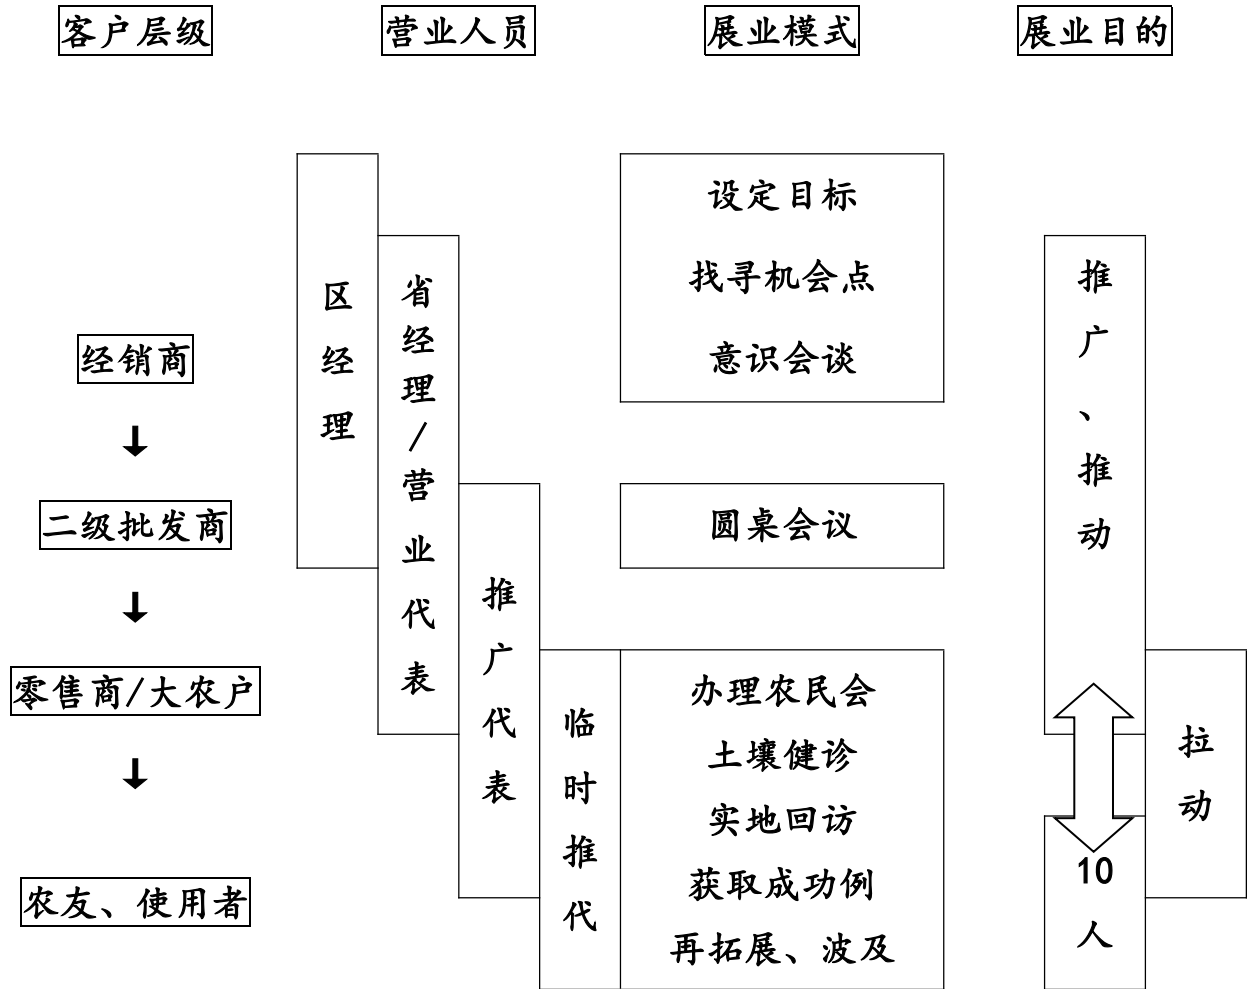 客户层级
营业人员
展业模式
展业目的
经销商
二级批发商
零售商/大农户
农友、使用者
区经理
省经理/营业代表
推广代表
临时推代
设定目标
找寻机会点
意识会谈
圆桌会议
办理农民会
土壤健诊
实地回访
获取成功例
再拓展、波及
推广、推动
拉动
10
人